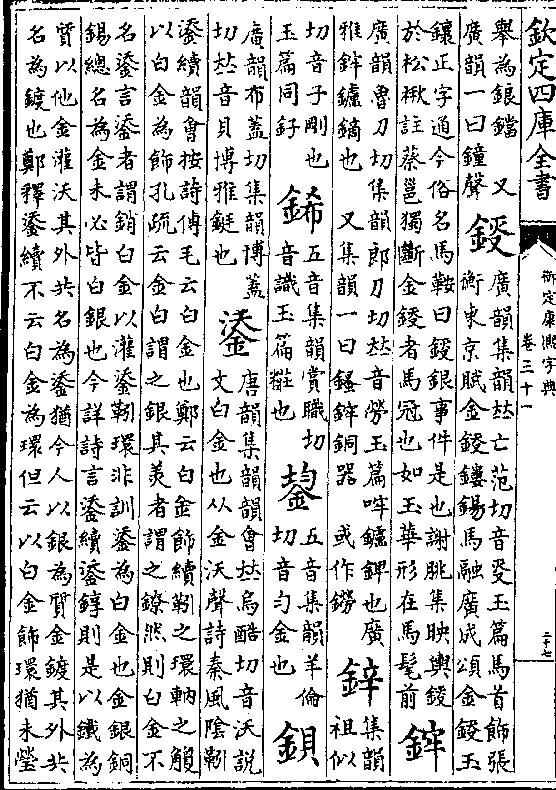 欽定四庫全書
御定康熙字典
卷三十一
二十七
舉為鋃鐺　又
廣韻一曰鐘聲
鋄
廣韻集韻𠀤亡范切音㚇玉篇馬首飾張
衡東京賦金鋄鏤鍚馬融廣成頌金鋄玉
鑲正字通今俗名馬鞍曰鋄銀事件是也謝朓集映輿鋄
於松楸註蔡邕獨斷金鋄者馬冠也如玉華形在馬髦前
廣韻魯刀切集韻郎刀切𠀤音勞玉篇哰鑪錍也廣
雅鑪鏑也　又集韻一曰銅器　或作
鋅
集韻
祖似
切音子剛也
玉篇同釨
五音集韻賞職切
音識玉篇也
鋆
五音集韻羊倫
切音匀金也
鋇
廣韻布蓋切集韻博蓋
切𠀤音貝博雅鋌也
鋈
唐韻集韻韻會𠀤烏酷切音沃說
文白金也从金沃聲詩秦風陰靷
鋈續韻會按詩傳毛云白金也鄭云白金飾續靷之環軜之觼
以白金為飾孔疏云金白謂之銀其羙者謂之鐐然則白金不
名鋈言鋈者謂銷白金以灌鋈靷環非訓鋈為白金也金銀銅
錫總名為金未必皆白銀也今詳詩言鋈續鋈錞則是以鐵為
質以他金灌沃其外共名為鋈猶今人以銀為質金鍍其外共
名為鍍也鄭釋鋈續不云白金為環但云以白金飾環猶未瑩